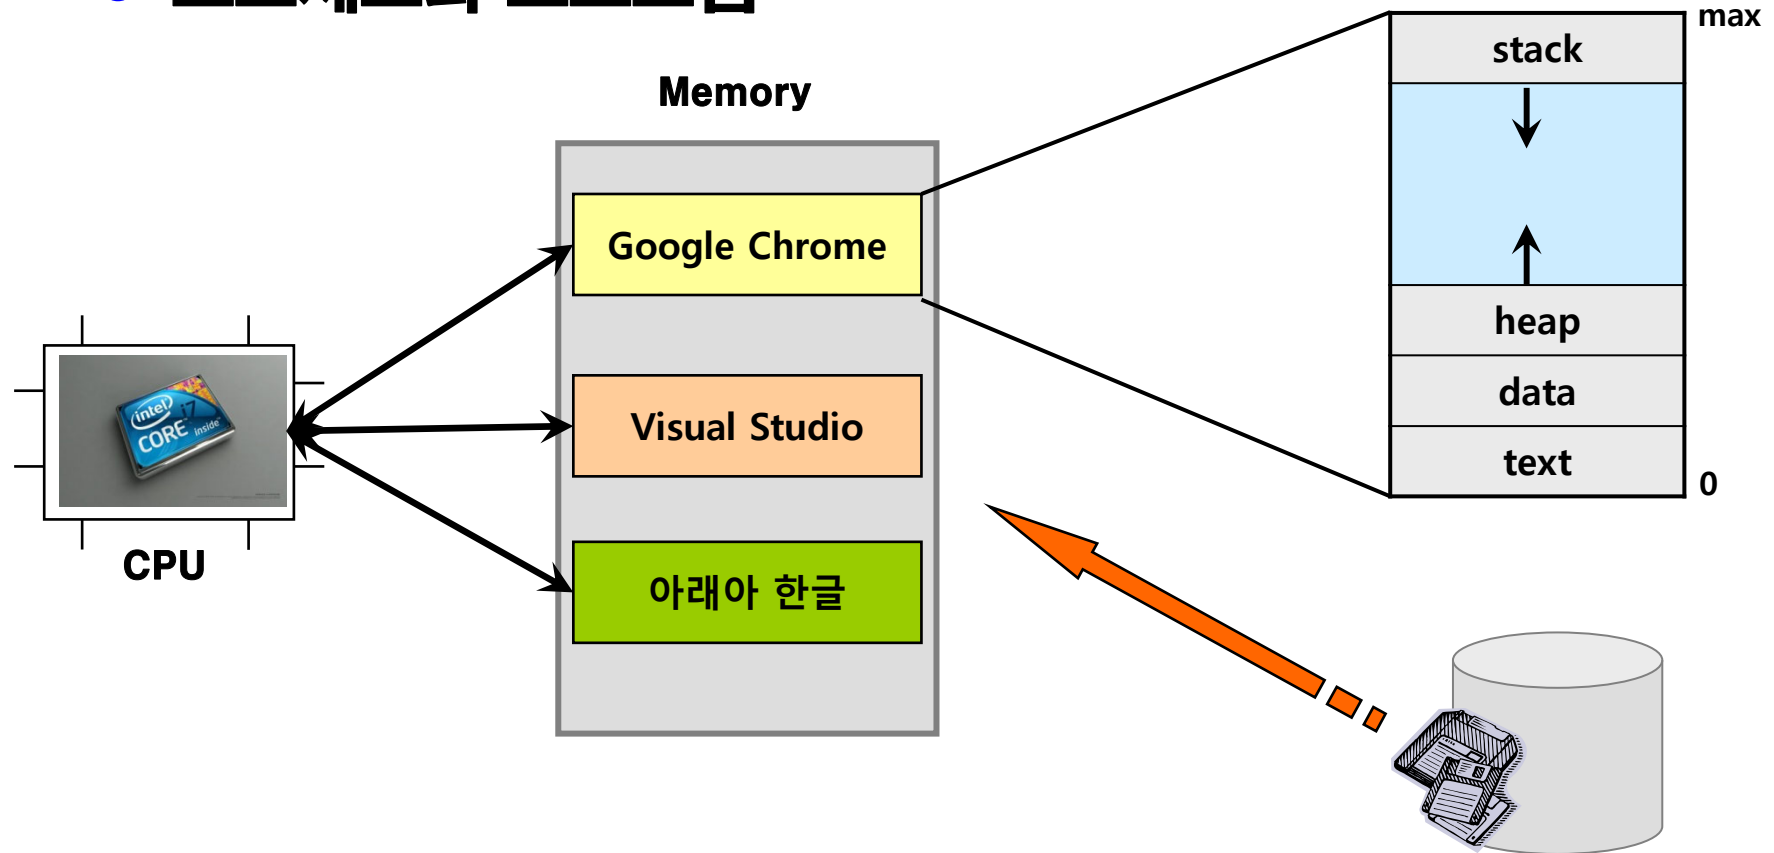 max
stack
Memory
Google Chrome
heap
intel
i7
CORE
inside
data
Visual Studio
text
0
CPU
아래아 한글